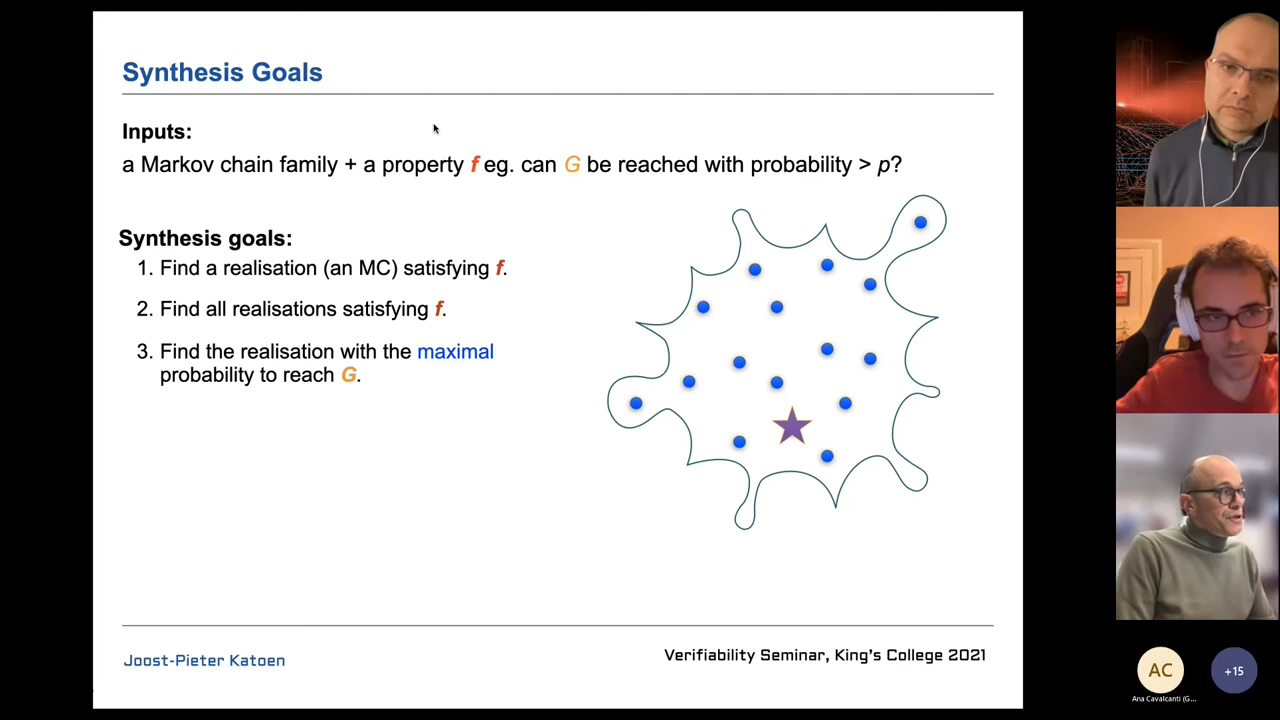 Synthesis Goals
Inputs:
a Markov chain family + a property f eg. can G be reached with probability > p?
Synthesis goals:
1. Find a realisation (an MC) satisfying f.
2. Find all realisations satisfying f.
3. Find the realisation with the maximal
probability to reach G.
Joost-Pieter Katoen
Verifiability Seminar, King's College 2021
AC
+15
Ana Cavalcanti (G...